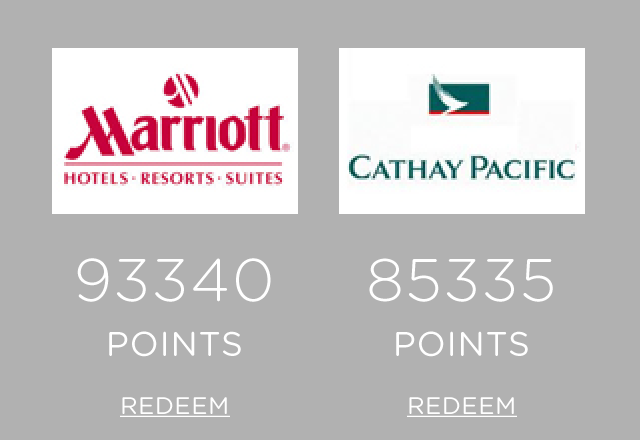 Marriott®
HOTELS · RESORTS · SUITES
93340
POINTS
REDEEM
CATHAY PACIFIC
85335
POINTS
REDEEM